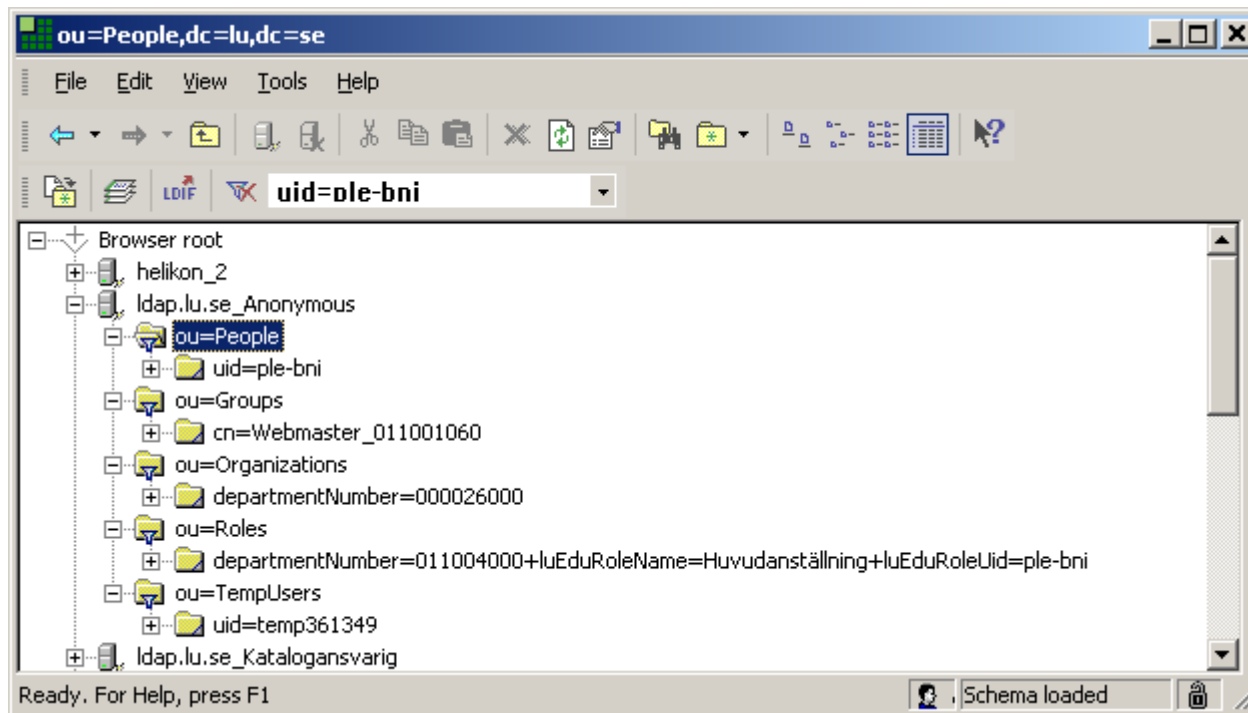 ou=People,dc=lu,dc=se
File Edit View Tools Help
LDIF uid=ple-bni
Browser root
helikon_2
ldap.lu.se_Anonymous
ou=People
uid=ple-bni
ou=Groups
cn=Webmaster_011001060
ou=Organizations
departmentNumber=000026000
ou=Roles
departmentNumber=011004000+luEduRoleName=Huvudanställning+luEduRoleUid=ple-bni
ou=TempUsers
uid=temp361349
ldap.lu.se_Katalogansvarig
Ready. For Help, press F1 Schema loaded